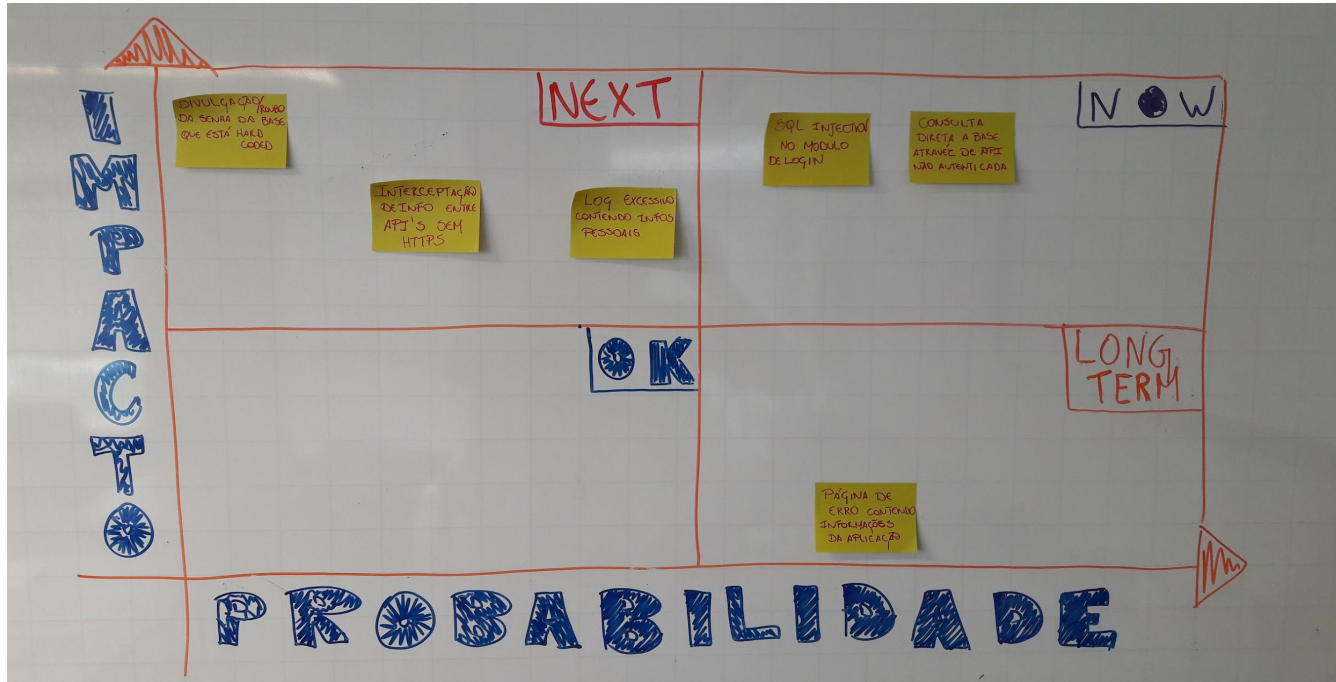 IMPACTO
NEXT
DIVULGAÇÃO/ROUBO
DA SENHA DA BASE
QUE ESTÁ HARD
CODED
INTERCEPTAÇÃO
DE INFO ENTRE
API'S SEM
HTTPS
LOG EXCESSIVO
CONTENDO INFOS
PESSOAIS
NOW
SQL INJECTION
NO MODULO
DE LOGIN
CONSULTA
DIRETA A BASE
ATRAVÉZ DE API
NÃO AUTENTICADA
OK
LONG
TERM
PÁGINA DE
ERRO CONTENDO
INFORMAÇÕES
DA APLICAÇÃO
PROBABILIDADE